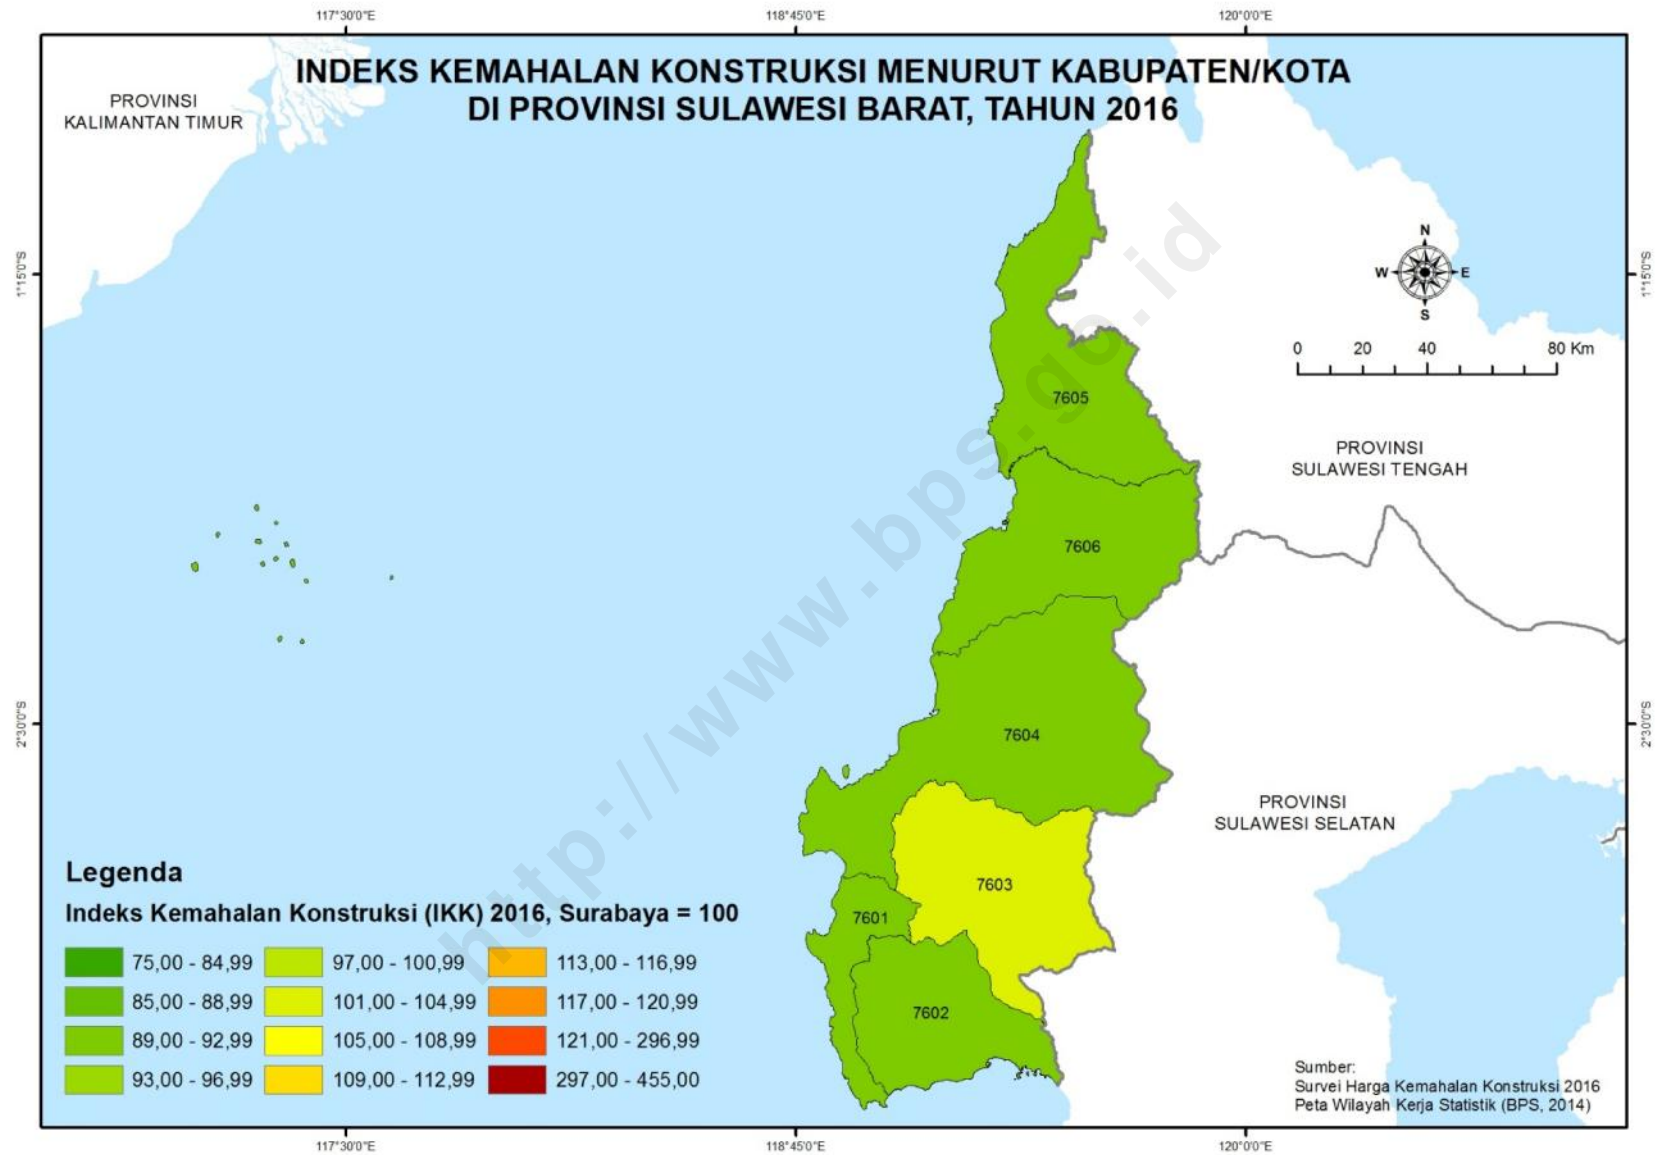 117°30'0"E
118°45'0"E
120°0'0"E
INDEKS KEMAHALAN KONSTRUKSI MENURUT KABUPATEN/KOTA
DI PROVINSI SULAWESI BARAT, TAHUN 2016
PROVINSI
KALIMANTAN TIMUR
N
W
E
S
1°15'0"S
1°15'0"S
0 20 40 80 Km
7605
PROVINSI
SULAWESI TENGAH
7606
http://www.bps.go.id
2°30'0"S
2°30'0"S
7604
PROVINSI
SULAWESI SELATAN
7603
7601
7602
Legenda
Indeks Kemahalan Konstruksi (IKK) 2016, Surabaya = 100
75,00 - 84,99
97,00 - 100,99
113,00 - 116,99
85,00 - 88,99
101,00 - 104,99
117,00 - 120,99
89,00 - 92,99
105,00 - 108,99
121,00 - 296,99
93,00 - 96,99
109,00 - 112,99
297,00 - 455,00
Sumber:
Survei Harga Kemahalan Konstruksi 2016
Peta Wilayah Kerja Statistik (BPS, 2014)
117°30'0"E
118°45'0"E
120°0'0"E